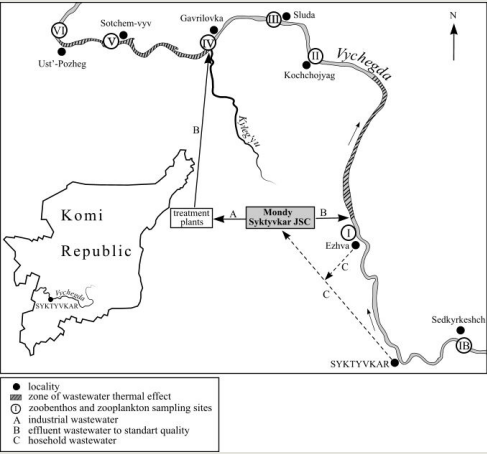 Gavrilovka
III
Sluda
N
Sotchem-vyv
VI
V
IV
II
Vychegda
Ust'-Pozheg
Kochchojyag
B
Komi
Republic
treatment
plants
A
Mondy
Syktyvkar JSC
B
I
Ezhva
C
C
Vychegda
SYKTYVKAR
Sedkyrkeshch
IB
SYKTYVKAR
locality
zone of wastewater thermal effect
I zoobenthos and zooplankton sampling sites
A industrial wastewater
B effluent wastewater to standart quality
C hosehold wastewater